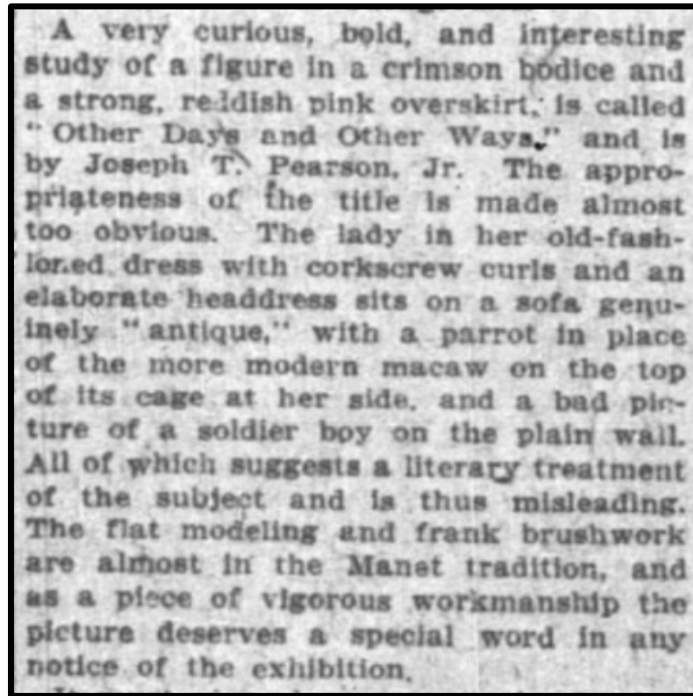 A very curious, bold, and interesting
study of a figure in a crimson bodice and
a strong, reddish pink overskirt, is called
"Other Days and Other Ways," and is
by Joseph T. Pearson, Jr. The appro-
priateness of the title is made almost
too obvious. The lady in her old-fash-
ioned dress with corkscrew curls and an
elaborate headdress sits on a sofa genu-
inely "antique," with a parrot in place
of the more modern macaw on the top
of its cage at her side, and a bad pic-
ture of a soldier boy on the plain wall.
All of which suggests a literary treatment
of the subject and is thus misleading.
The flat modeling and frank brushwork
are almost in the Manet tradition, and
as a piece of vigorous workmanship the
picture deserves a special word in any
notice of the exhibition.